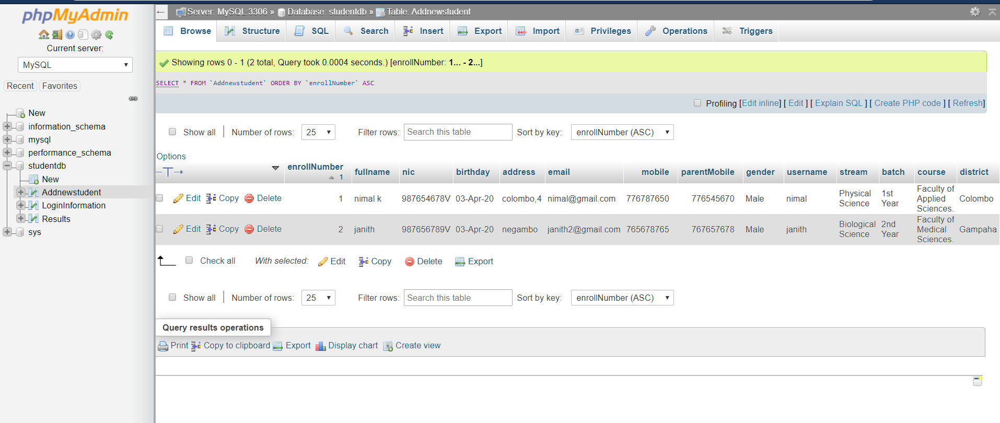 phpMyAdmin
Current server:
MySQL
Recent Favorites
New
information_schema
mysql
performance_schema
studentdb
New
Addnewstudent
LoginInformation
Results
sys
Server: MySQL:3306 » Database: studentdb » Table: Addnewstudent
Browse Structure SQL Search Insert Export Import Privileges Operations Triggers
Showing rows 0 - 1 (2 total, Query took 0.0004 seconds.) [enrollNumber: 1... - 2...]
SELECT * FROM `Addnewstudent` ORDER BY `enrollNumber` ASC
Profiling [Edit inline] [ Edit ] [ Explain SQL ] [ Create PHP code ] [ Refresh]
Show all Number of rows: 25 Filter rows: Search this table Sort by key: enrollNumber (ASC)
Options
enrollNumber 1 fullname nic birthday address email mobile parentMobile gender username stream batch course district
Edit Copy Delete 1 nimal k 987654678V 03-Apr-20 colombo,4 nimal@gmail.com 776787650 776545670 Male nimal Physical Science 1st Year Faculty of Applied Sciences. Colombo
Edit Copy Delete 2 janith 987656789V 03-Apr-20 negambo janith2@gmail.com 765678765 767657678 Male janith Biological Science 2nd Year Faculty of Medical Sciences. Gampaha
Check all With selected: Edit Copy Delete Export
Show all Number of rows: 25 Filter rows: Search this table Sort by key: enrollNumber (ASC)
Query results operations
Print Copy to clipboard Export Display chart Create view